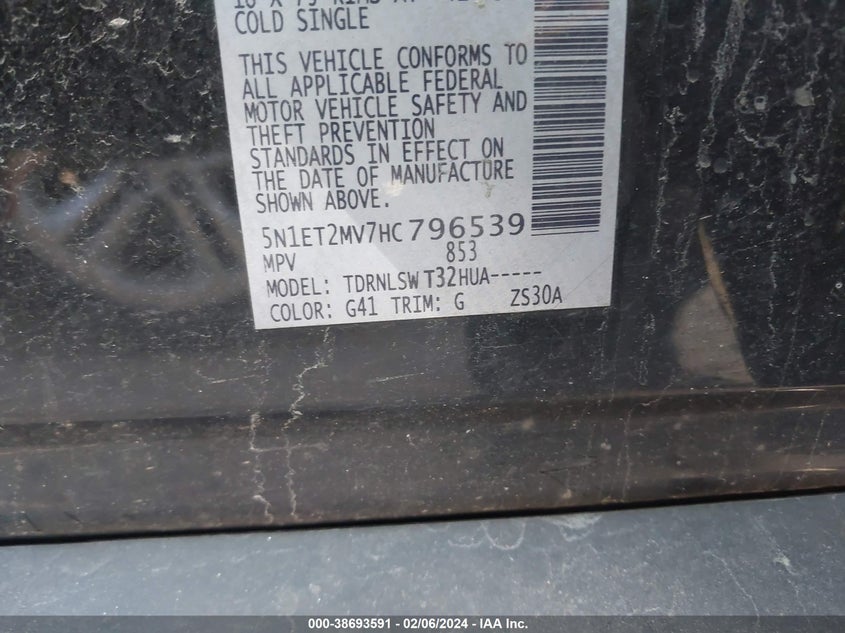 COLD SINGLE
THIS VEHICLE CONFORMS TO
ALL APPLICABLE FEDERAL
MOTOR VEHICLE SAFETY AND
THEFT PREVENTION
STANDARDS IN EFFECT ON
THE DATE OF MANUFACTURE
SHOWN ABOVE.
5N1ET2MV7HC796539
MPV 853
MODEL: TDRNLSWT32HUA-----
COLOR: G41 TRIM: G ZS30A
000-38693591 - 02/06/2024 - IAA Inc.